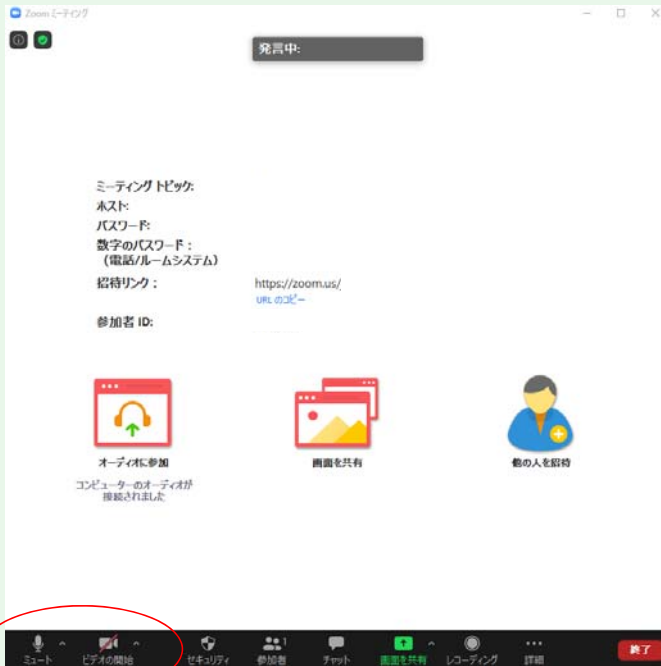 Zoom ミーティング
発言中:
ミーティング トピック:
ホスト:
パスワード:
数字のパスワード：
（電話/ルームシステム）
招待リンク： https://zoom.us/
URL のコピー
参加者 ID:
オーディオに参加 画面を共有 他の人を招待
コンピューターのオーディオが
接続されました
ミュート ビデオの開始 セキュリティ 参加者 1 チャット 画面を共有 レコーディング 詳細 終了